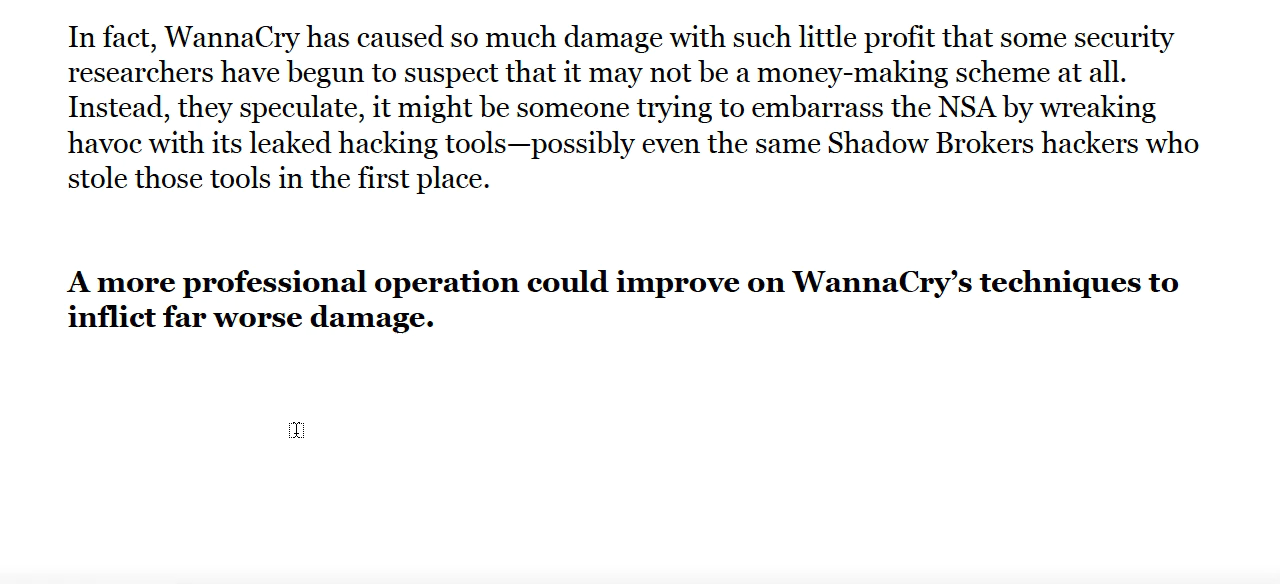 In fact, WannaCry has caused so much damage with such little profit that some security
researchers have begun to suspect that it may not be a money-making scheme at all.
Instead, they speculate, it might be someone trying to embarrass the NSA by wreaking
havoc with its leaked hacking tools—possibly even the same Shadow Brokers hackers who
stole those tools in the first place.
A more professional operation could improve on WannaCry’s techniques to
inflict far worse damage.